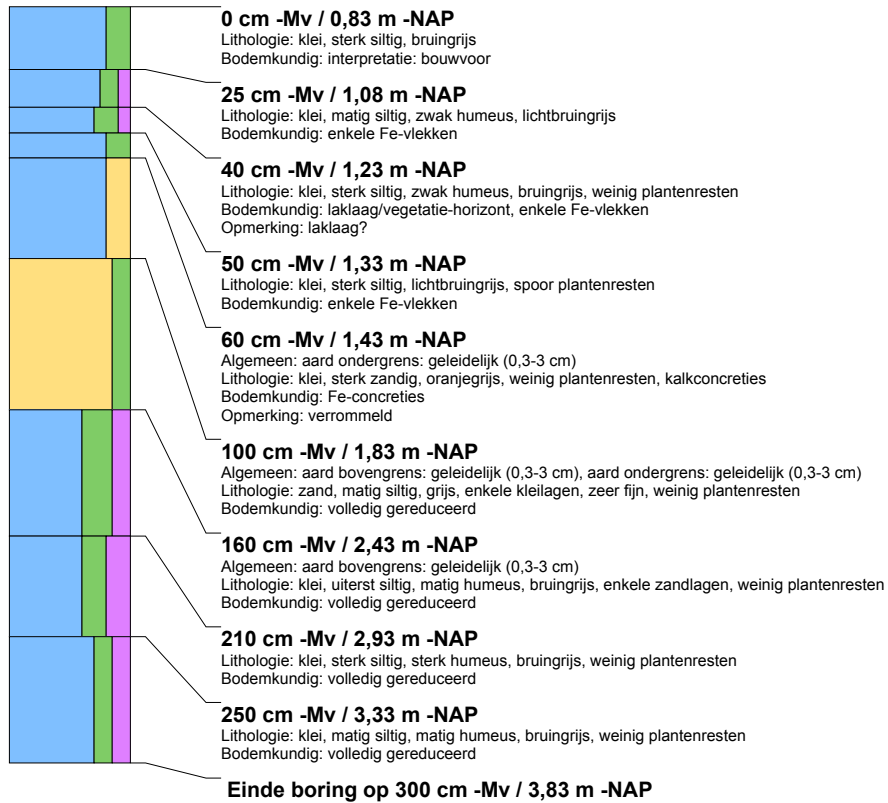 0 cm -Mv / 0,83 m -NAP
Lithologie: klei, sterk siltig, bruingrijs
Bodemkundig: interpretatie: bouwvoor
25 cm -Mv / 1,08 m -NAP
Lithologie: klei, matig siltig, zwak humeus, lichtbruingrijs
Bodemkundig: enkele Fe-vlekken
40 cm -Mv / 1,23 m -NAP
Lithologie: klei, sterk siltig, zwak humeus, bruingrijs, weinig plantenresten
Bodemkundig: laklaag/vegetatie-horizont, enkele Fe-vlekken
Opmerking: laklaag?
50 cm -Mv / 1,33 m -NAP
Lithologie: klei, sterk siltig, lichtbruingrijs, spoor plantenresten
Bodemkundig: enkele Fe-vlekken
60 cm -Mv / 1,43 m -NAP
Algemeen: aard ondergrens: geleidelijk (0,3-3 cm)
Lithologie: klei, sterk zandig, oranjegrijs, weinig plantenresten, kalkconcreties
Bodemkundig: Fe-concreties
Opmerking: verrommeld
100 cm -Mv / 1,83 m -NAP
Algemeen: aard bovengrens: geleidelijk (0,3-3 cm), aard ondergrens: geleidelijk (0,3-3 cm)
Lithologie: zand, matig siltig, grijs, enkele kleilagen, zeer fijn, weinig plantenresten
Bodemkundig: volledig gereduceerd
160 cm -Mv / 2,43 m -NAP
Algemeen: aard bovengrens: geleidelijk (0,3-3 cm)
Lithologie: klei, uiterst siltig, matig humeus, bruingrijs, enkele zandlagen, weinig plantenresten
Bodemkundig: volledig gereduceerd
210 cm -Mv / 2,93 m -NAP
Lithologie: klei, sterk siltig, sterk humeus, bruingrijs, weinig plantenresten
Bodemkundig: volledig gereduceerd
250 cm -Mv / 3,33 m -NAP
Lithologie: klei, matig siltig, matig humeus, bruingrijs, weinig plantenresten
Bodemkundig: volledig gereduceerd
Einde boring op 300 cm -Mv / 3,83 m -NAP